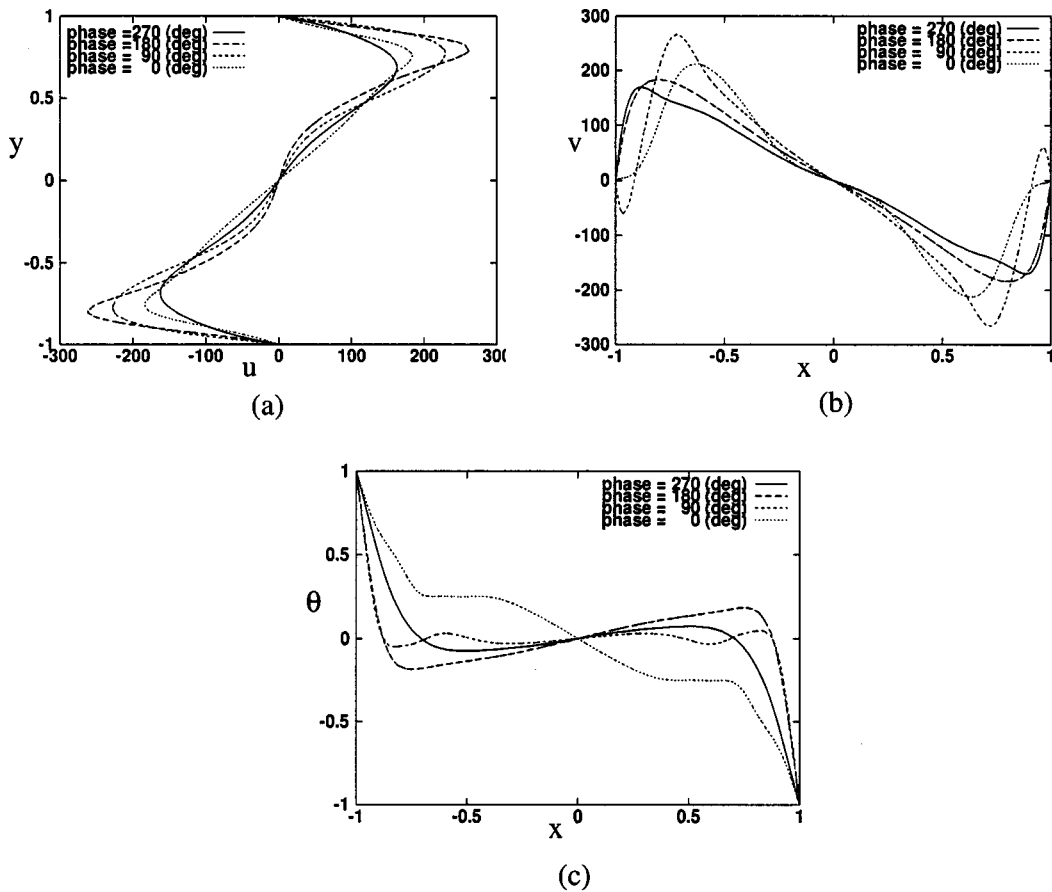 1
0.5
y
0
-0.5
-1
-300
-200
-100
0
100
200
300
u
phase =270 (deg)
phase =180 (deg)
phase = 90 (deg)
phase = 0 (deg)
(a)
300
200
100
v
0
-100
-200
-300
-1
-0.5
0
0.5
1
x
phase = 270 (deg)
phase = 180 (deg)
phase = 90 (deg)
phase = 0 (deg)
(b)
1
0.5
θ
0
-0.5
-1
-1
-0.5
0
0.5
1
x
phase = 270 (deg)
phase = 180 (deg)
phase = 90 (deg)
phase = 0 (deg)
(c)